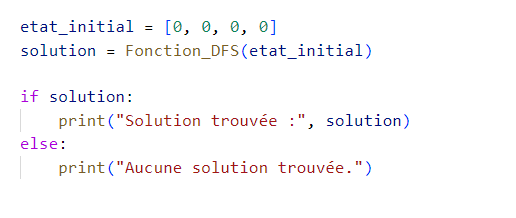 etat_initial = [0, 0, 0, 0]
solution = Fonction_DFS(etat_initial)

if solution:
    print("Solution trouvée :", solution)
else:
    print("Aucune solution trouvée.")